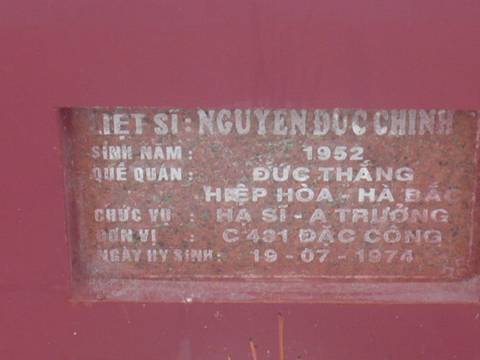 LIỆT SĨ: NGUYỄN ĐỨC CHINH
SINH NĂM: 1952
QUÊ QUÁN: ĐỨC THẮNG
HIỆP HÒA - HÀ BẮC
CHỨC VỤ: HẠ SĨ - A TRƯỞNG
ĐƠN VỊ: C 431 ĐẶC CÔNG
NGÀY HY SINH: 19 - 07 - 1974